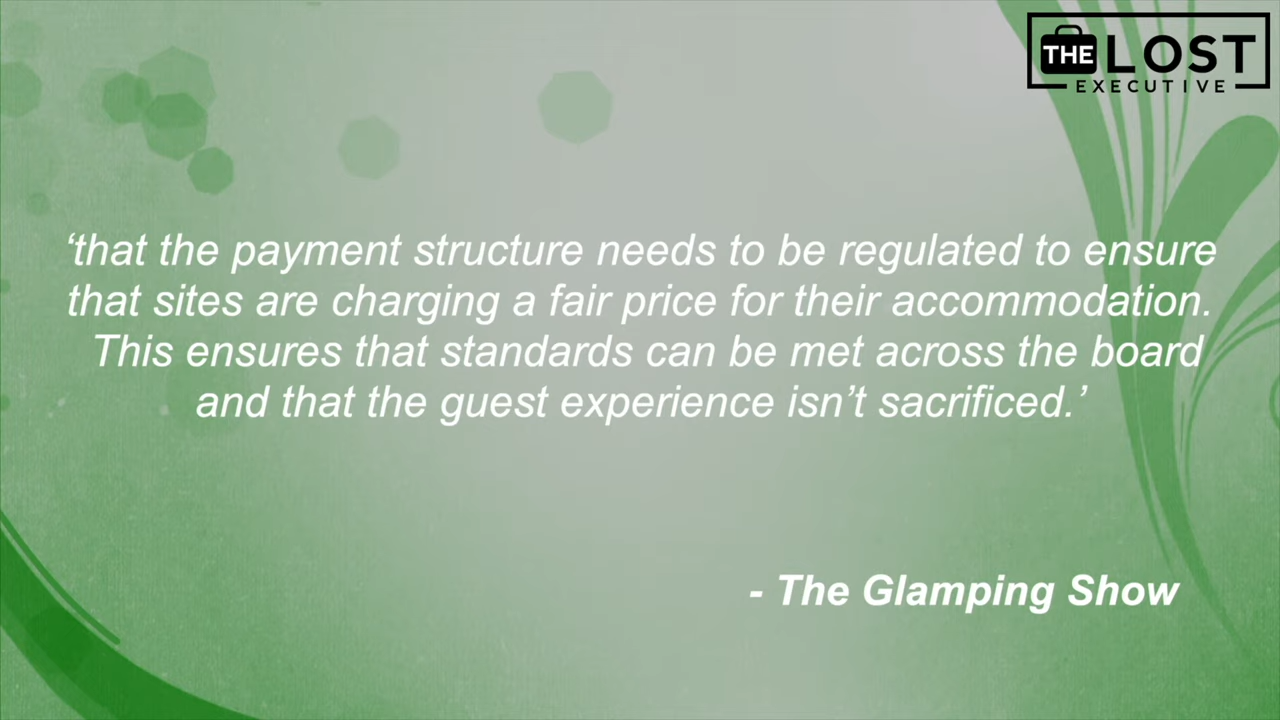 THE LOST
EXECUTIVE
‘that the payment structure needs to be regulated to ensure
that sites are charging a fair price for their accommodation.
This ensures that standards can be met across the board
and that the guest experience isn’t sacrificed.’
- The Glamping Show